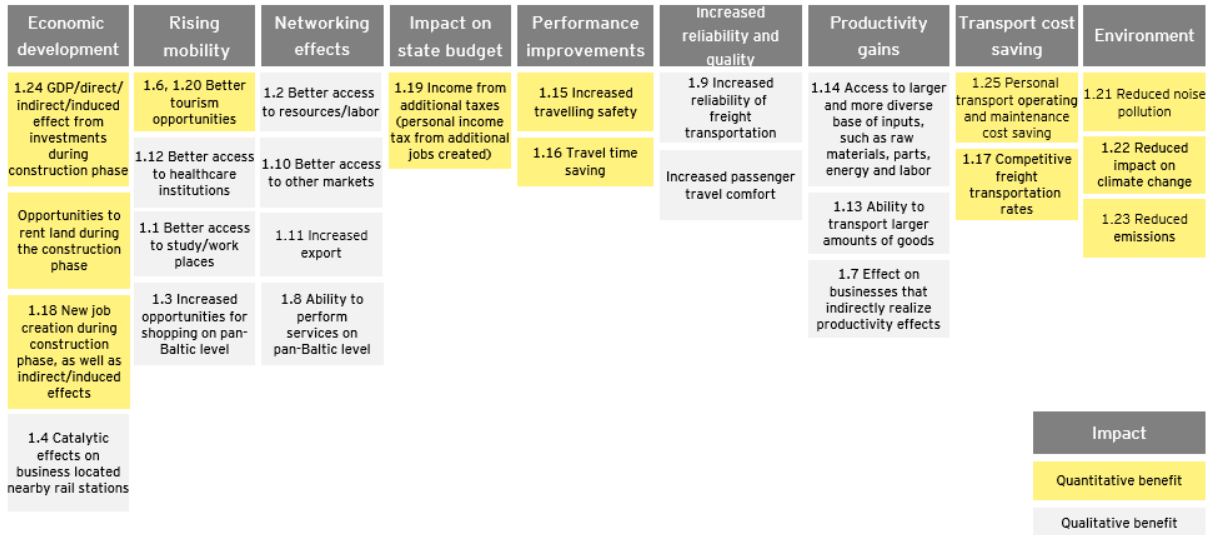 Economic
development
1.24 GDP/direct/
indirect/induced
effect from
investments
during
construction phase
Opportunities to
rent land during
the construction
phase
1.18 New job
creation during
construction
phase, as well as
indirect/induced
effects
1.4 Catalytic
effects on
business located
nearby rail stations
Rising
mobility
1.6, 1.20 Better
tourism
opportunities
1.12 Better access
to healthcare
institutions
1.1 Better access
to study/work
places
1.3 Increased
opportunities for
shopping on pan-
Baltic level
Networking
effects
1.2 Better access
to resources/labor
1.10 Better access
to other markets
1.11 Increased
export
1.8 Ability to
perform
services on
pan-Baltic level
Impact on
state budget
1.19 Income from
additional taxes
(personal income
tax from additional
jobs created)
Performance
improvements
1.15 Increased
travelling safety
1.16 Travel time
saving
Increased
reliability and
quality
1.9 Increased
reliability of
freight
transportation
Increased passenger
travel comfort
Productivity
gains
1.14 Access to larger
and more diverse
base of inputs,
such as raw
materials, parts,
energy and labor
1.13 Ability to
transport larger
amounts of goods
1.7 Effect on
businesses that
indirectly realize
productivity effects
Transport cost
saving
1.25 Personal
transport operating
and maintenance
cost saving
1.17 Competitive
freight
transportation
rates
Environment
1.21 Reduced noise
pollution
1.22 Reduced
impact on
climate change
1.23 Reduced
emissions
Impact
Quantitative benefit
Qualitative benefit